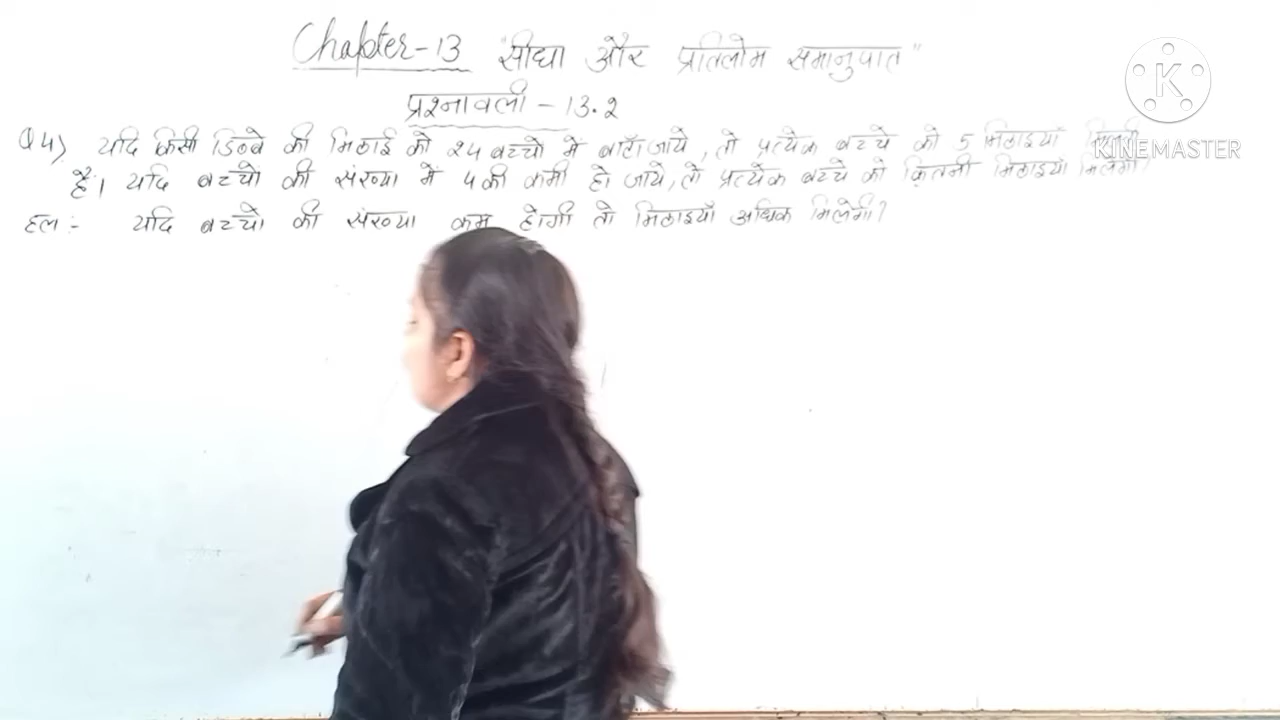 Chapter-13 "सीधा और प्रतिलोम समानुपात"
प्रश्नावली - 13.2
Q4) यदि किसी डिब्बे की मिठाई को 24 बच्चों में बाँटा जाये, तो प्रत्येक बच्चे को 5 मिठाइयाँ मिलती
हैं। यदि बच्चों की संख्या में 4 की कमी हो जाये, तो प्रत्येक बच्चे को कितनी मिठाइयाँ मिलेगी।
हल :- यदि बच्चों की संख्या कम होगी तो मिठाइयाँ अधिक मिलेगी?
K
KINEMASTER